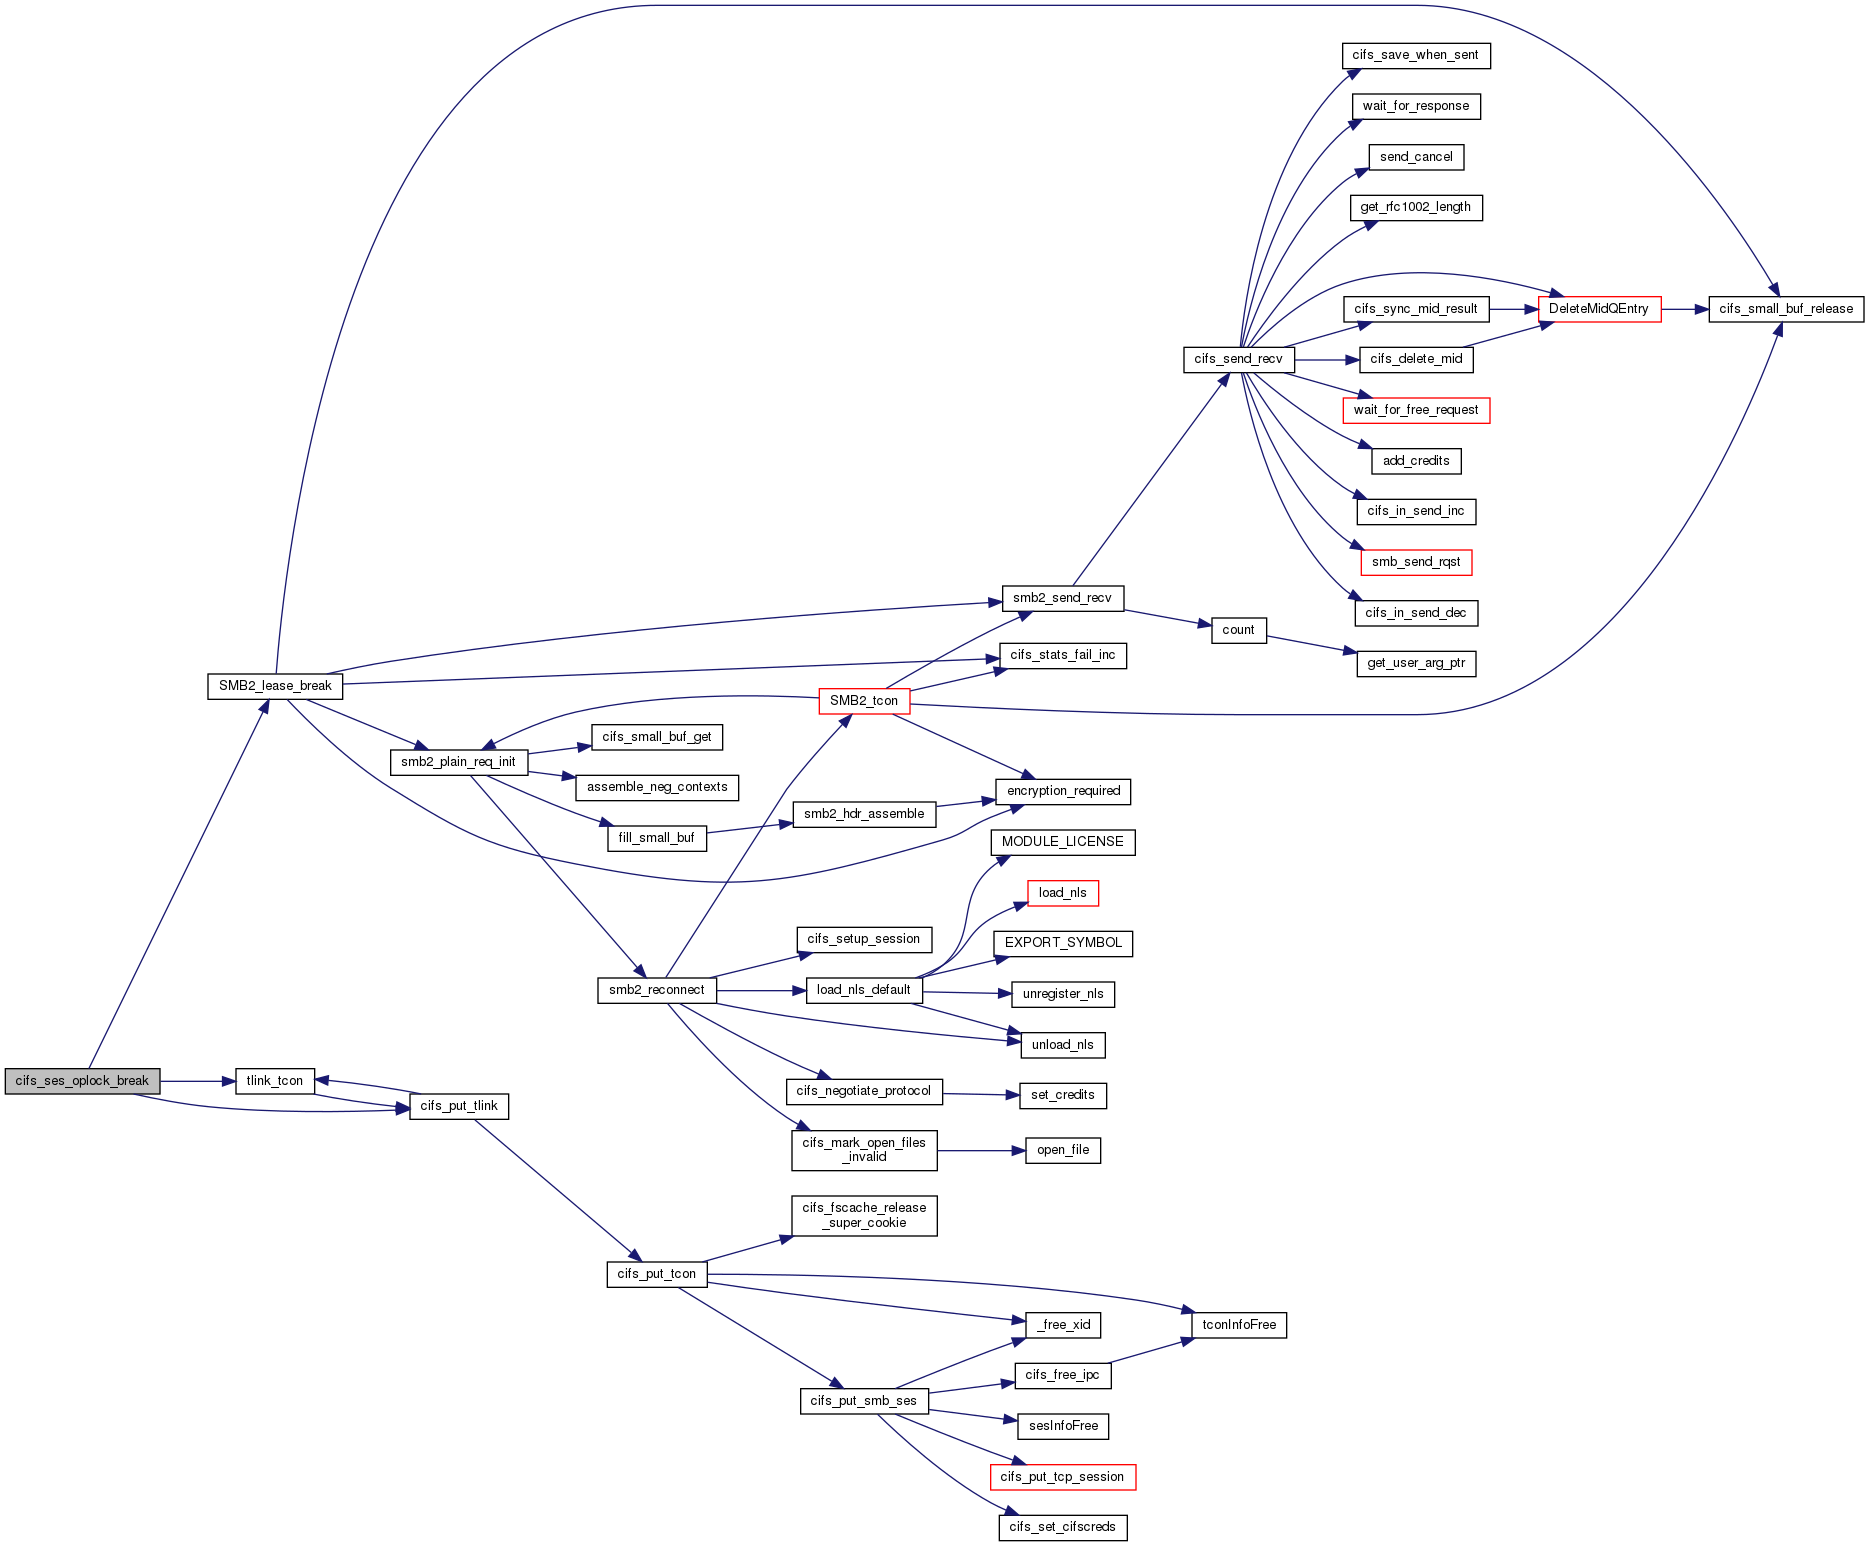 cifs_save_when_sent
wait_for_response
send_cancel
get_rfc1002_length
cifs_sync_mid_result
DeleteMidQEntry
cifs_small_buf_release
cifs_send_recv
cifs_delete_mid
wait_for_free_request
add_credits
cifs_in_send_inc
smb_send_rqst
smb2_send_recv
cifs_in_send_dec
count
cifs_stats_fail_inc
get_user_arg_ptr
SMB2_lease_break
SMB2_tcon
cifs_small_buf_get
smb2_plain_req_init
assemble_neg_contexts
encryption_required
smb2_hdr_assemble
fill_small_buf
MODULE_LICENSE
load_nls
cifs_setup_session
EXPORT_SYMBOL
smb2_reconnect
load_nls_default
unregister_nls
unload_nls
cifs_ses_oplock_break
tlink_tcon
cifs_put_tlink
cifs_negotiate_protocol
set_credits
cifs_mark_open_files
_invalid
open_file
cifs_fscache_release
_super_cookie
cifs_put_tcon
_free_xid
tconInfoFree
cifs_free_ipc
cifs_put_smb_ses
sesInfoFree
cifs_put_tcp_session
cifs_set_cifscreds